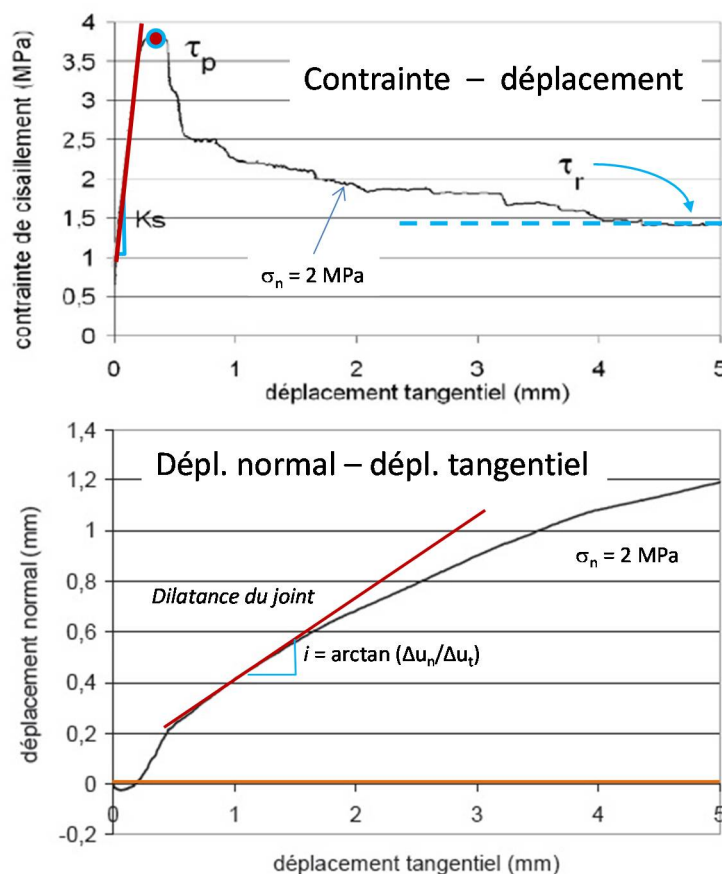 contrainte de cisaillement (MPa)
4
3,5
3
2,5
2
1,5
1
0,5
0
τp
Contrainte – déplacement
τr
Ks
σn = 2 MPa
0 1 2 3 4 5
déplacement tangentiel (mm)
déplacement normal (mm)
1,4
1,2
1
0,8
0,6
0,4
0,2
0
-0,2
Dépl. normal – dépl. tangentiel
σn = 2 MPa
Dilatance du joint
i = arctan (Δun/Δut)
0 1 2 3 4 5
déplacement tangentiel (mm)